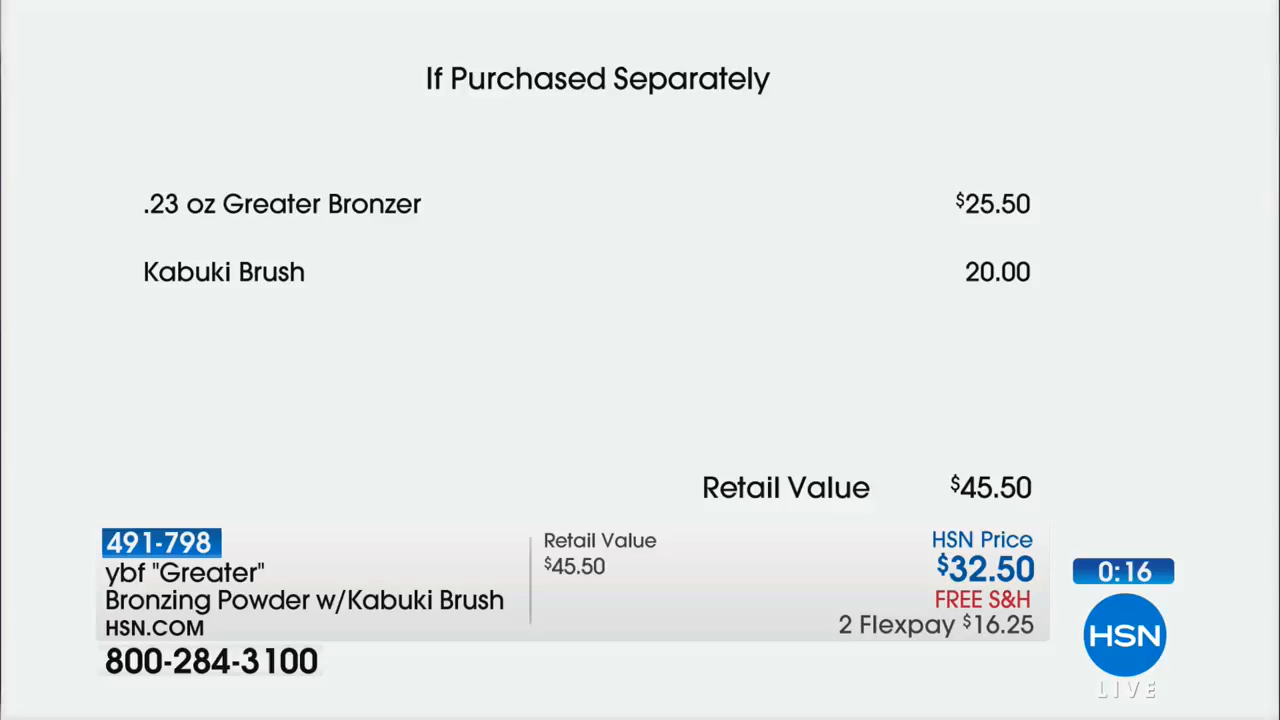 If Purchased Separately
.23 oz Greater Bronzer $25.50
Kabuki Brush 20.00
Retail Value $45.50
491-798
ybf "Greater"
Bronzing Powder w/Kabuki Brush
HSN.COM
800-284-3100
Retail Value
$45.50
HSN Price
$32.50
FREE S&H
2 Flexpay $16.25
0:16
HSN
LIVE